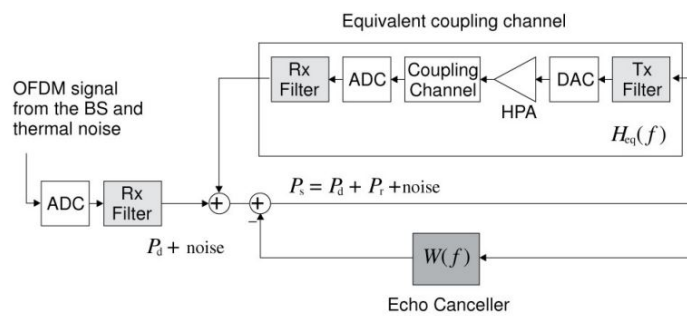 Equivalent coupling channel
Rx
Filter
ADC
Coupling
Channel
HPA
DAC
Tx
Filter
H_eq(f)
OFDM signal
from the BS and
thermal noise
ADC
Rx
Filter
+
+
−
P_s = P_d + P_r +noise
P_d + noise
W(f)
Echo Canceller